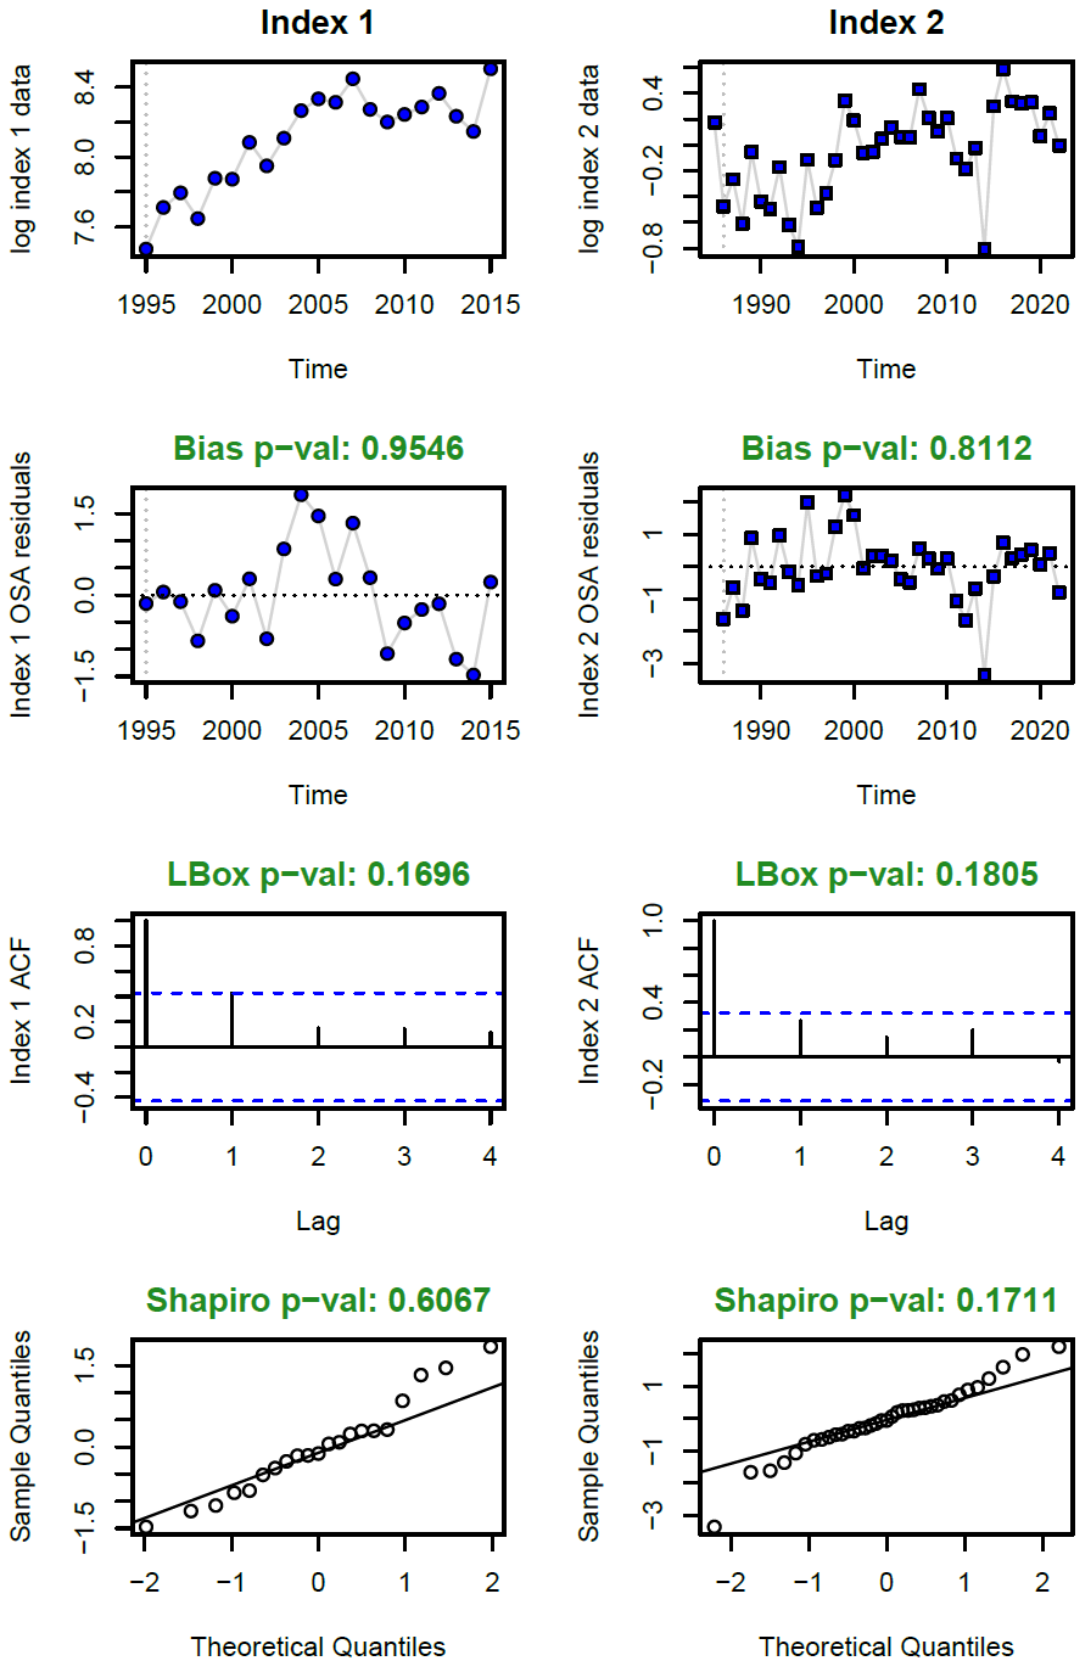 Index 1
log index 1 data
8.4
8.0
7.6
1995 2000 2005 2010 2015
Time
Index 2
log index 2 data
0.4
−0.2
−0.8
1990 2000 2010 2020
Time
Bias p−val: 0.9546
Index 1 OSA residuals
1.5
0.0
−1.5
1995 2000 2005 2010 2015
Time
Bias p−val: 0.8112
Index 2 OSA residuals
1
−1
−3
1990 2000 2010 2020
Time
LBox p−val: 0.1696
Index 1 ACF
0.8
0.2
−0.4
0 1 2 3 4
Lag
LBox p−val: 0.1805
Index 2 ACF
1.0
0.4
−0.2
0 1 2 3 4
Lag
Shapiro p−val: 0.6067
Sample Quantiles
1.5
0.0
−1.5
−2 −1 0 1 2
Theoretical Quantiles
Shapiro p−val: 0.1711
Sample Quantiles
1
−1
−3
−2 −1 0 1 2
Theoretical Quantiles